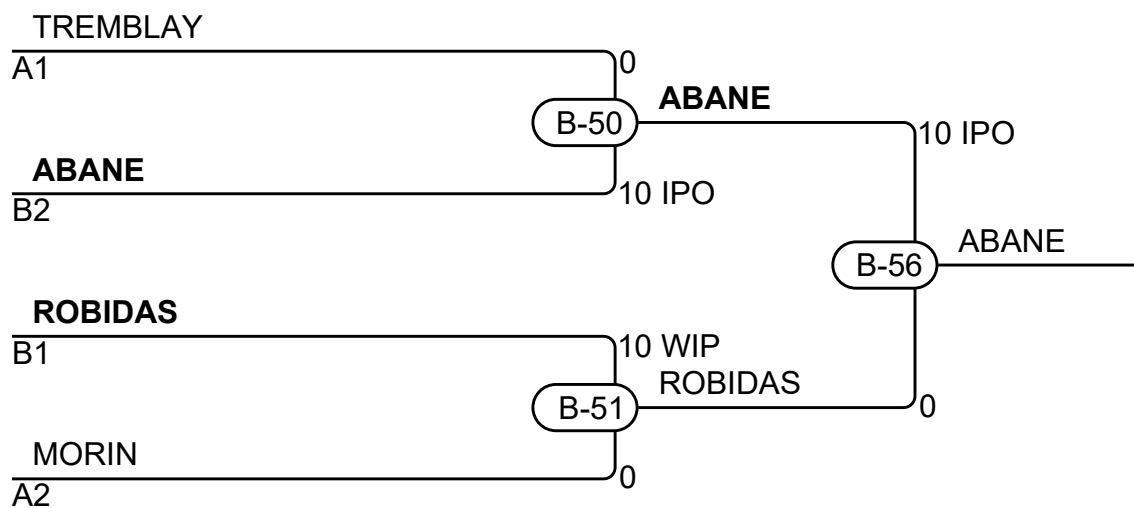 TREMBLAY
A1
0
B-50
ABANE
10 IPO
ABANE
B2
10 IPO
B-56
ABANE
ROBIDAS
B1
10 WIP
ROBIDAS
B-51
0
MORIN
A2
0